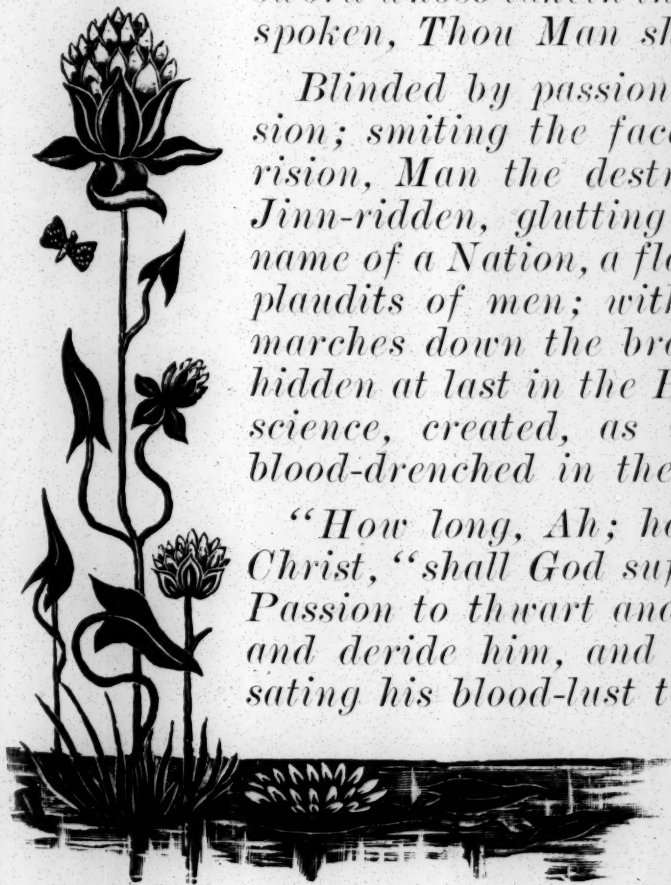 spoken, Thou Man sh
Blinded by passion
sion; smiting the fac
rision, Man the destr
Jinn-ridden, glutting
name of a Nation, a fl
plaudits of men; wit
marches down the bro
hidden at last in the
science, created, as
blood-drenched in the
“How long, Ah; h
Christ, “shall God suf
Passion to thwart and
and deride him, and
sating his blood-lust t